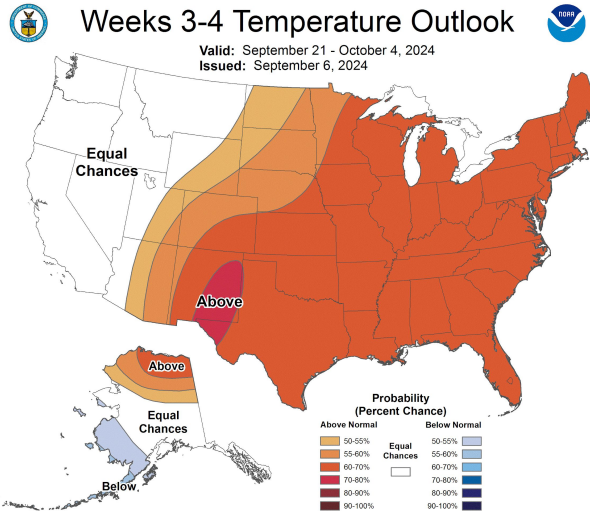 Weeks 3-4 Temperature Outlook
Valid: September 21 - October 4, 2024
Issued: September 6, 2024
NOAA
Equal
Chances
Above
Above
Equal
Chances
Below
Probability
(Percent Chance)
Above Normal
Below Normal
50-55%
55-60%
60-70%
70-80%
80-90%
90-100%
Equal
Chances
50-55%
55-60%
60-70%
70-80%
80-90%
90-100%